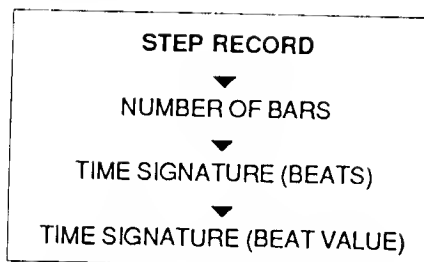 STEP RECORD
NUMBER OF BARS
TIME SIGNATURE (BEATS)
TIME SIGNATURE (BEAT VALUE)